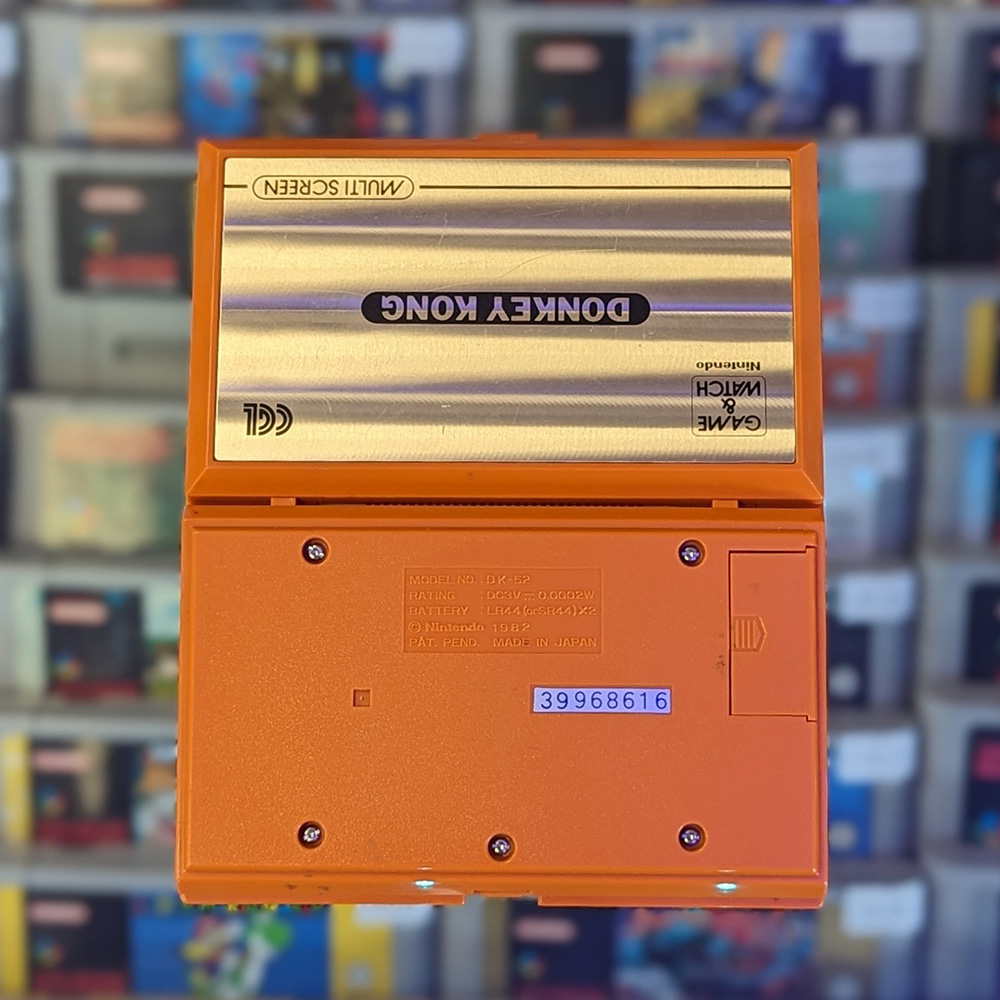 MULTI SCREEN
DONKEY KONG
Nintendo
GAME
&
WATCH
CGL
MODEL NO. : DK-52
RATING : DC3V ⎓ 0.0002W
BATTERY : LR44 (orSR44)X2
© Nintendo 1982
PAT. PEND. MADE IN JAPAN
39968616